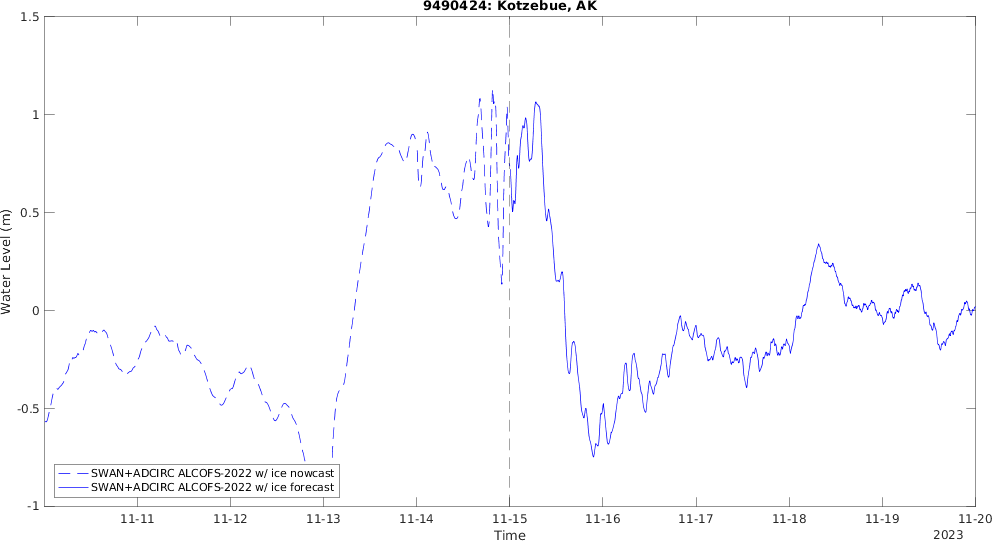 9490424: Kotzebue, AK
1.5
1
0.5
0
-0.5
-1
Water Level (m)
SWAN+ADCIRC ALCOFS-2022 w/ ice nowcast
SWAN+ADCIRC ALCOFS-2022 w/ ice forecast
11-11 11-12 11-13 11-14 11-15 11-16 11-17 11-18 11-19 11-20
Time
2023